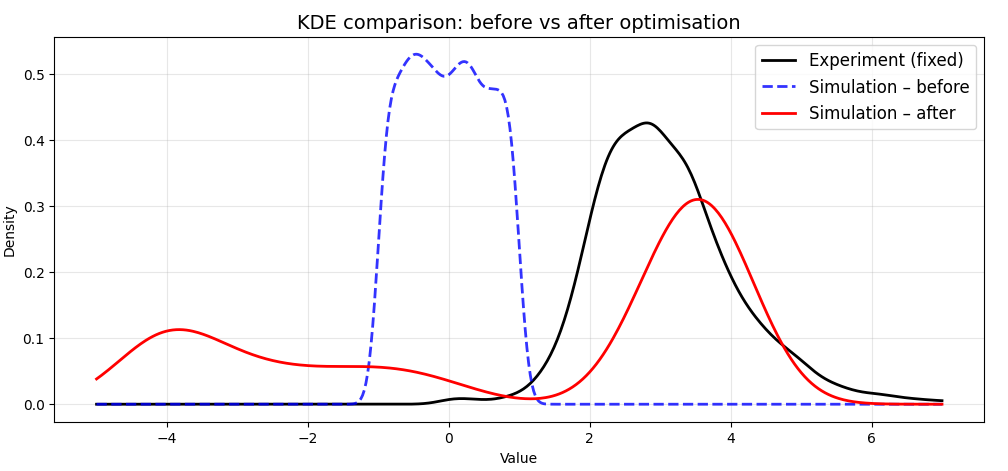 KDE comparison: before vs after optimisation
Experiment (fixed)
Simulation – before
Simulation – after
Density
0.5
0.4
0.3
0.2
0.1
0.0
−4
−2
0
2
4
6
Value